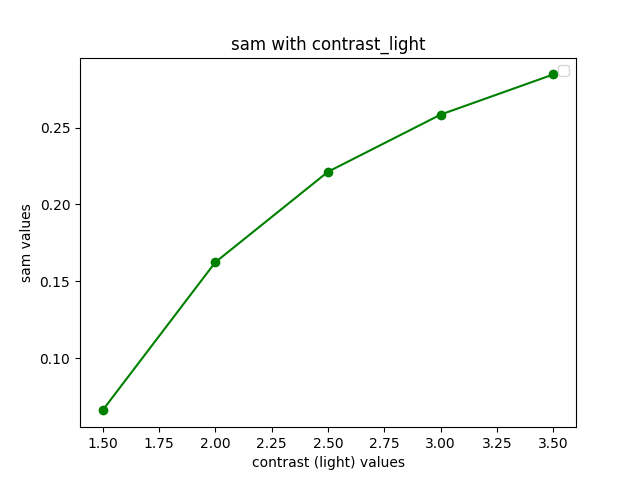 sam with contrast_light
sam values
0.25
0.20
0.15
0.10
1.50 1.75 2.00 2.25 2.50 2.75 3.00 3.25 3.50
contrast (light) values